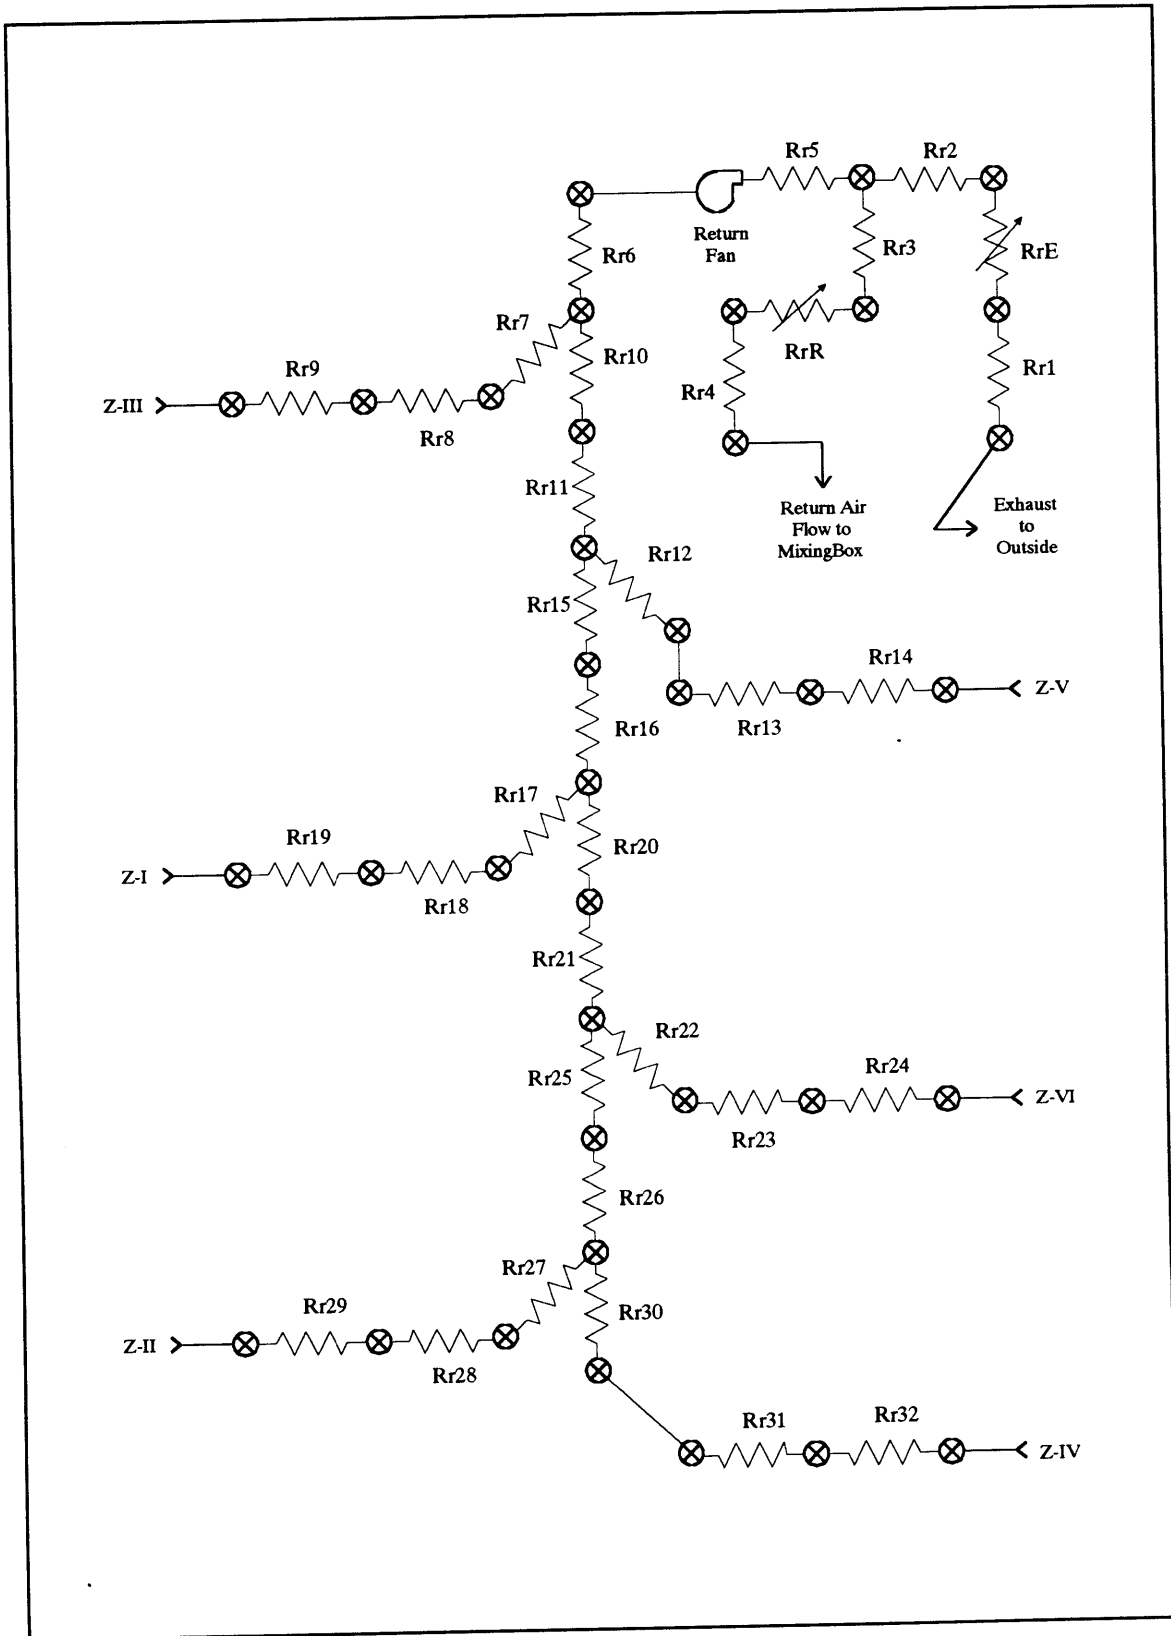 Rr5
Rr2
Return
Fan
Rr6
Rr3
RrE
Rr7
Rr10
RrR
Rr9
Rr4
Rr1
Z-III
Rr8
Rr11
Return Air
Flow to
MixingBox
Exhaust
to
Outside
Rr12
Rr15
Rr14
Z-V
Rr16
Rr13
Rr17
Rr19
Rr20
Z-I
Rr18
Rr21
Rr22
Rr25
Rr24
Z-VI
Rr23
Rr26
Rr27
Rr29
Rr30
Z-II
Rr28
Rr31
Rr32
Z-IV